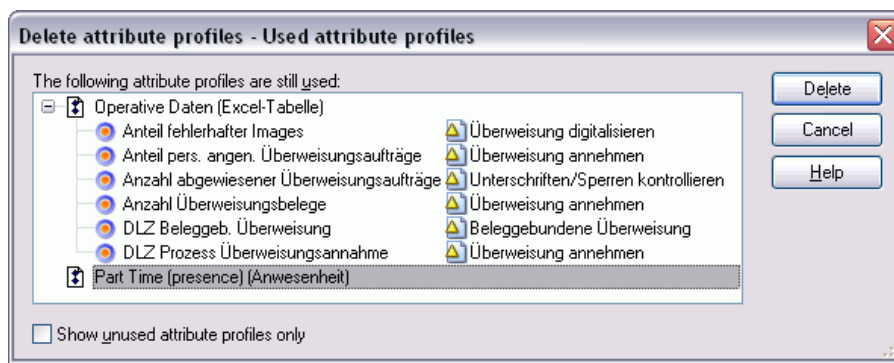 Delete attribute profiles - Used attribute profiles
The following attribute profiles are still used:
Operative Daten (Excel-Tabelle)
Anteil fehlerhafter Images Überweisung digitalisieren
Anteil pers. angen. Überweisungsaufträge Überweisung annehmen
Anzahl abgewiesener Überweisungsaufträge Unterschriften/Sperren kontrollieren
Anzahl Überweisungsbelege Überweisung annehmen
DLZ Beleggeb. Überweisung Beleggebundene Überweisung
DLZ Prozess Überweisungsannahme Überweisung annehmen
Part Time (presence) (Anwesenheit)
Show unused attribute profiles only
Delete
Cancel
Help